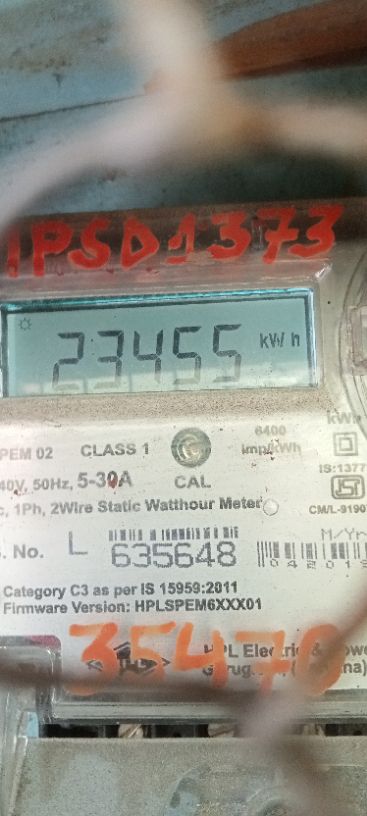 IPSD1373
23455 kWh
kWh
PEM 02 CLASS 1 6400 imp/kWh
40V, 50Hz, 5-30A CAL
IS:1377
c, 1Ph, 2Wire Static Watthour Meter
CM/L-9190
S. No. L 635648
M/Yr
04201
Category C3 as per IS 15959:2011
Firmware Version: HPLSPEM6XXX01
35470
HPL Electric &